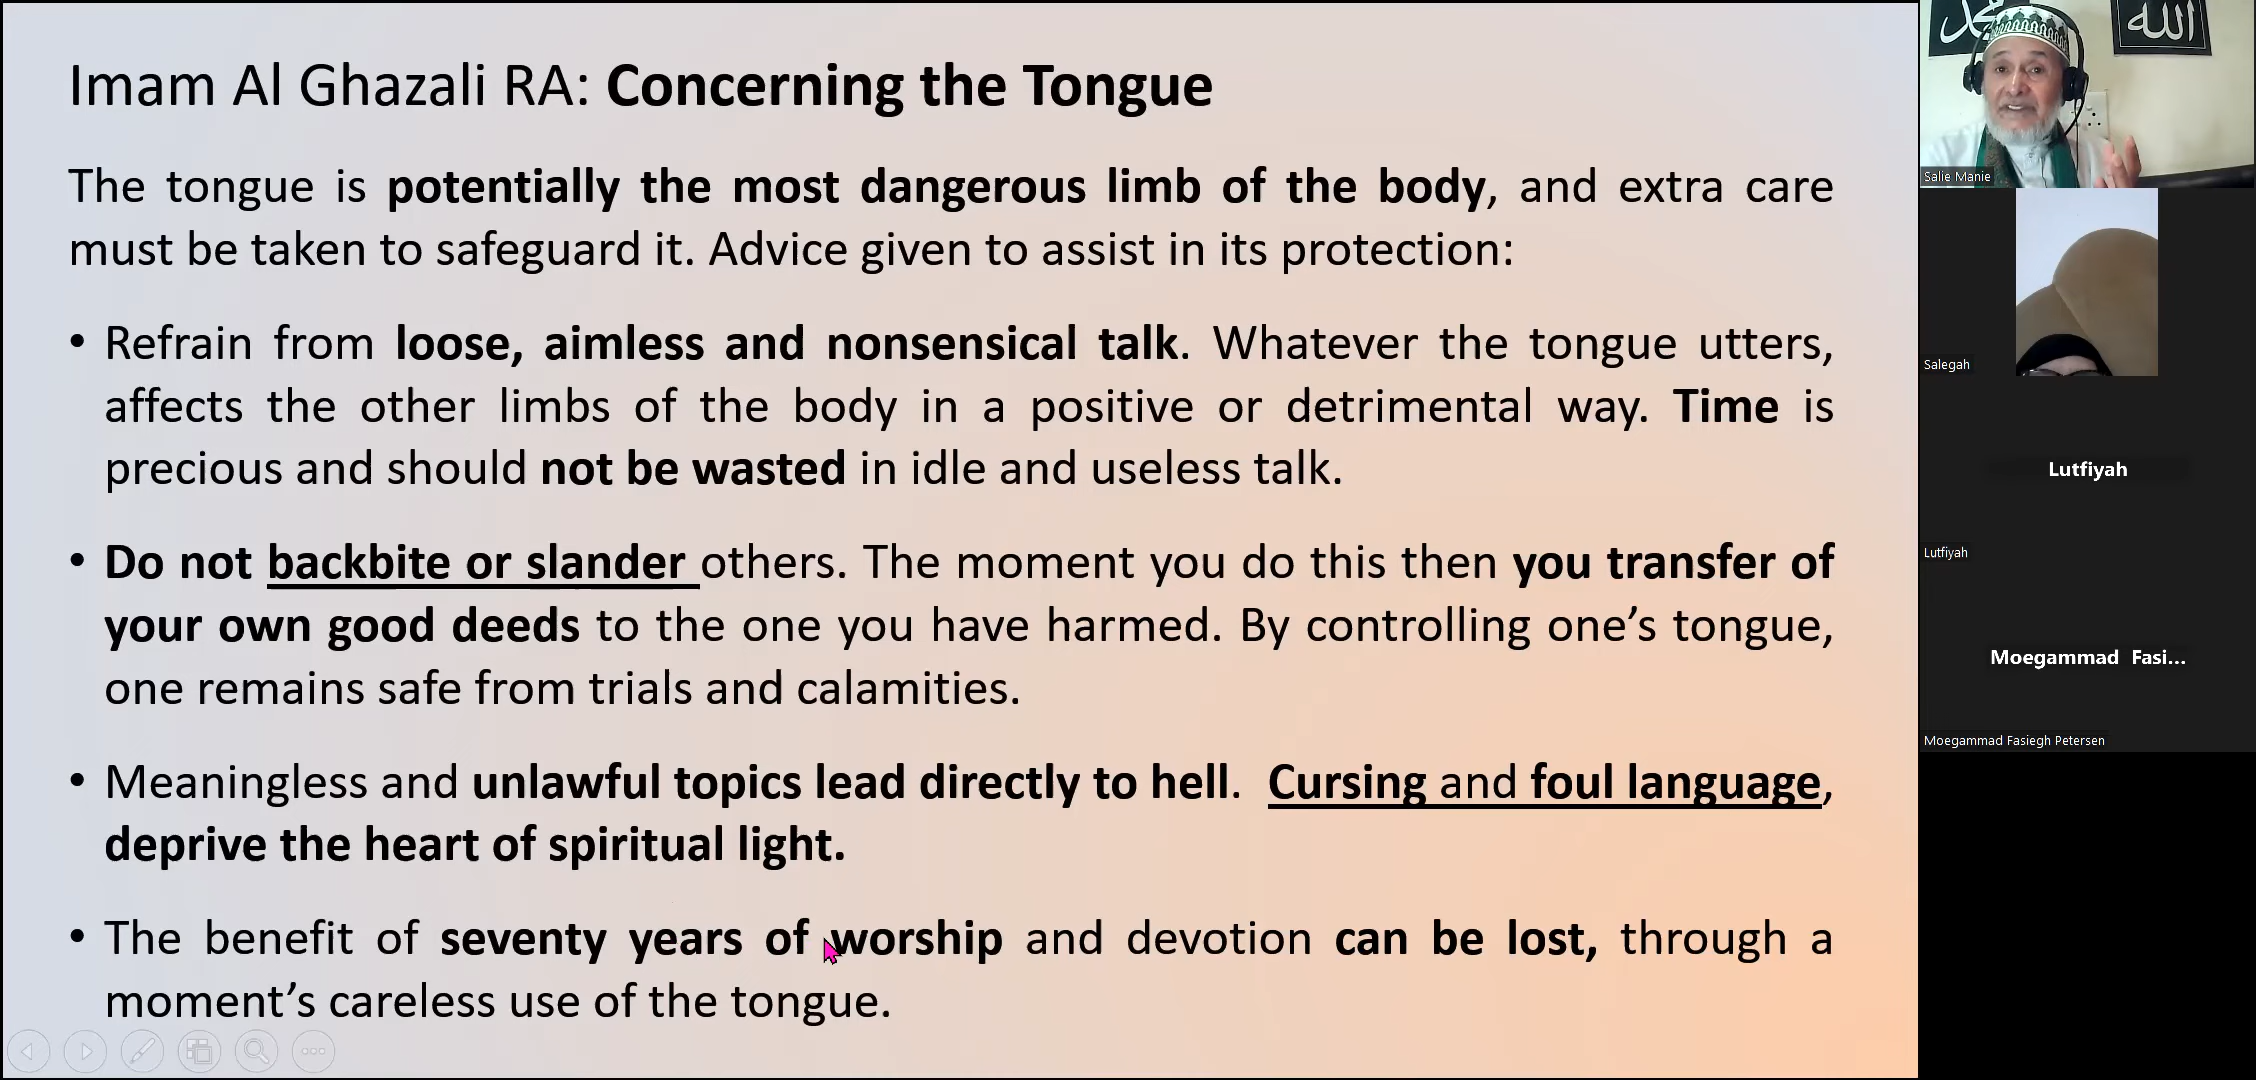 Imam Al Ghazali RA: Concerning the Tongue
The tongue is potentially the most dangerous limb of the body, and extra care
must be taken to safeguard it. Advice given to assist in its protection:
• Refrain from loose, aimless and nonsensical talk. Whatever the tongue utters,
affects the other limbs of the body in a positive or detrimental way. Time is
precious and should not be wasted in idle and useless talk.
• Do not backbite or slander others. The moment you do this then you transfer of
your own good deeds to the one you have harmed. By controlling one’s tongue,
one remains safe from trials and calamities.
• Meaningless and unlawful topics lead directly to hell. Cursing and foul language,
deprive the heart of spiritual light.
• The benefit of seventy years of worship and devotion can be lost, through a
moment’s careless use of the tongue.
محمد
الله
Salie Manie
Salegah
Lutfiyah
Lutfiyah
Moegammad Fasi...
Moegammad Fasiegh Petersen